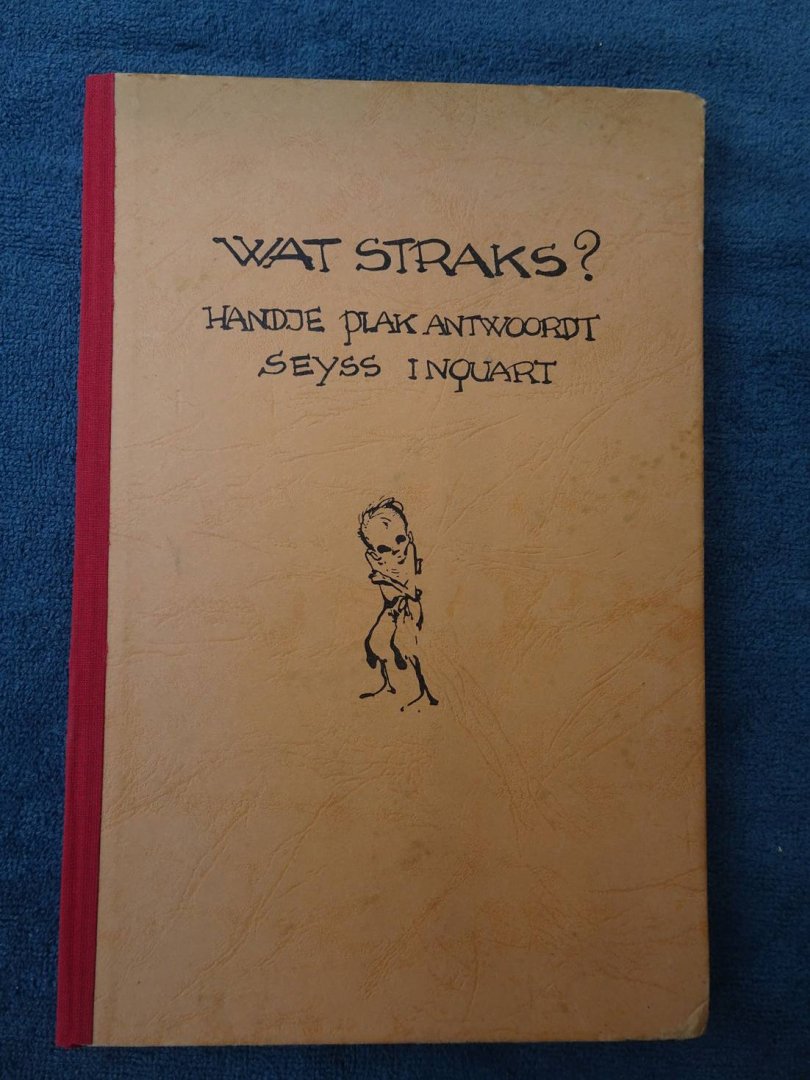 WAT STRAKS?
HANDJE PLAK ANTWOORDT
SEYSS INQUART